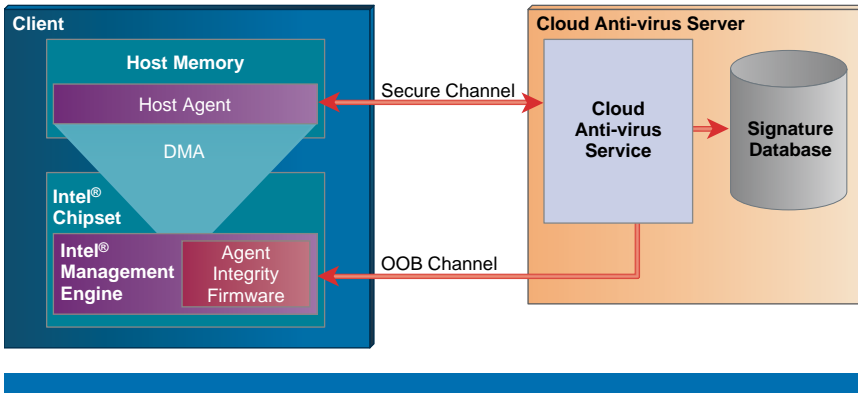 Client
Host Memory
Host Agent
DMA
Intel®
Chipset
Intel®
Management
Engine
Agent
Integrity
Firmware
Secure Channel
OOB Channel
Cloud Anti-virus Server
Cloud
Anti-virus
Service
Signature
Database